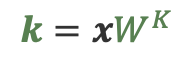 k = xW^K